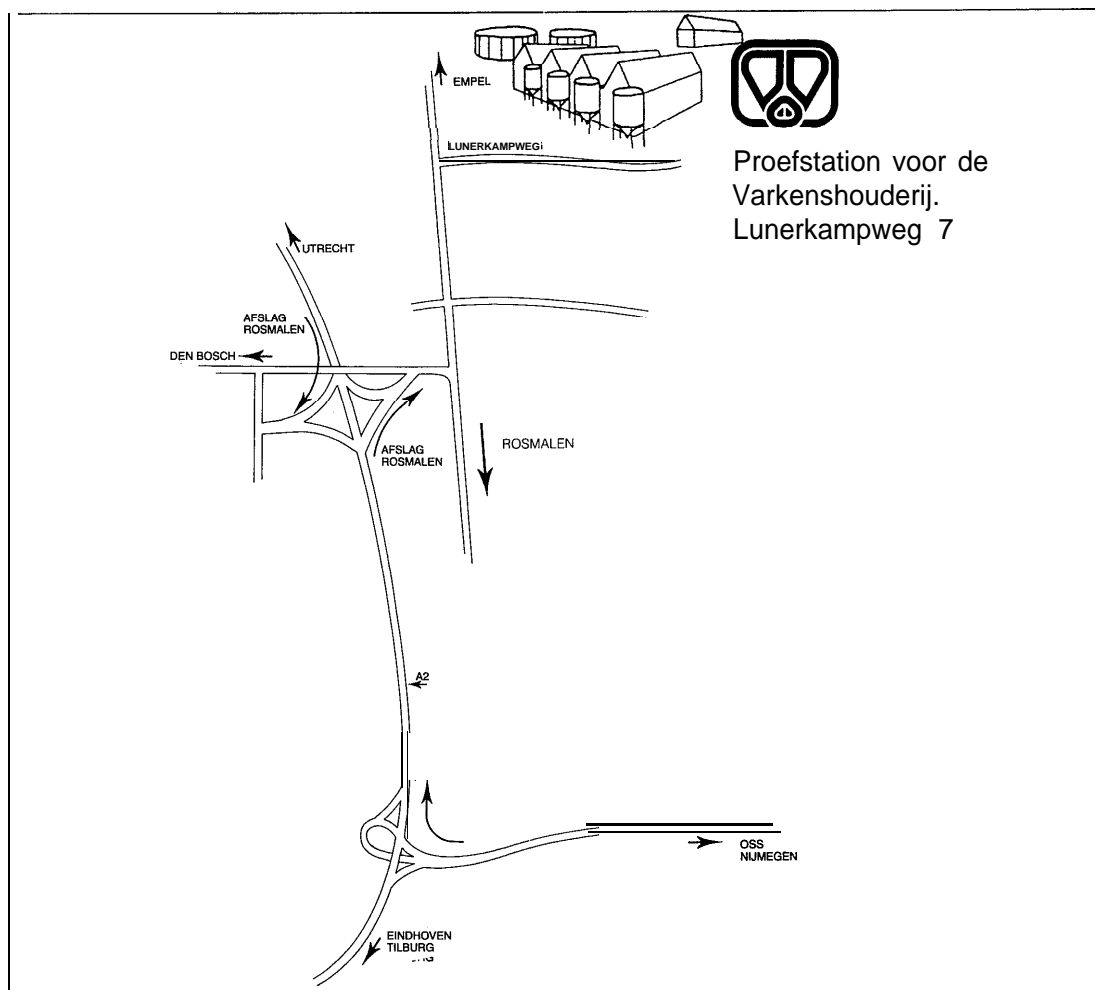 EMPEL
LUNERKAMPWEG
Proefstation voor de
Varkenshouderij.
Lunerkampweg 7
UTRECHT
AFSLAG
ROSMALEN
DEN BOSCH
AFSLAG
ROSMALEN
ROSMALEN
A2
OSS
NIJMEGEN
EINDHOVEN
TILBURG